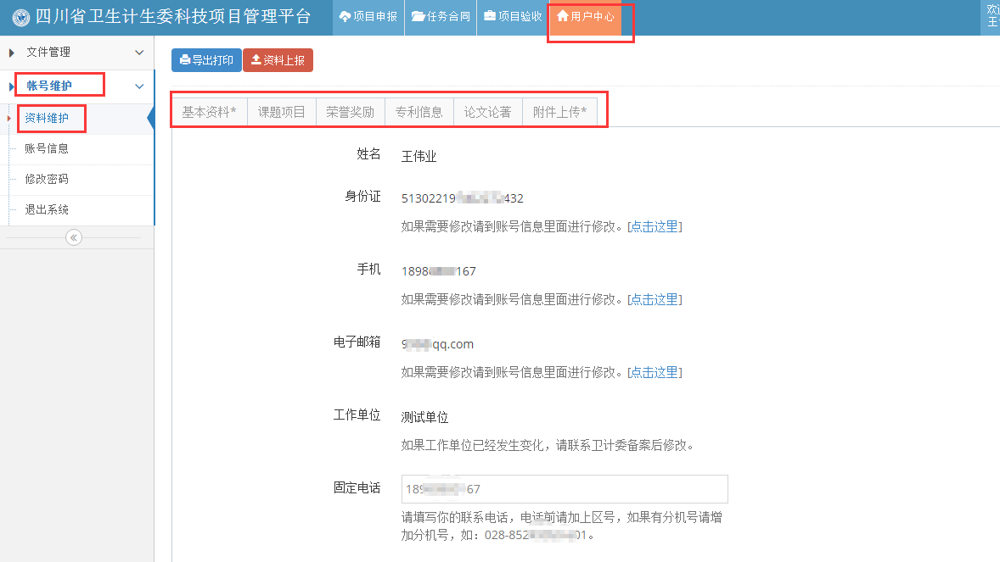 四川省卫生计生委科技项目管理平台
项目申报
任务合同
项目验收
用户中心
欢迎
王
文件管理
帐号维护
资料维护
账号信息
修改密码
退出系统
导出打印
资料上报
基本资料*
课题项目
荣誉奖励
专利信息
论文论著
附件上传*
姓名 王伟业
身份证 51302219 432
如果需要修改请到账号信息里面进行修改。[点击这里]
手机 1898 167
如果需要修改请到账号信息里面进行修改。[点击这里]
电子邮箱 9 qq.com
如果需要修改请到账号信息里面进行修改。[点击这里]
工作单位 测试单位
如果工作单位已经发生变化，请联系卫计委备案后修改。
固定电话 189 67
请填写你的联系电话，电话前请加上区号，如果有分机号请增
加分机号，如：028-852 01。